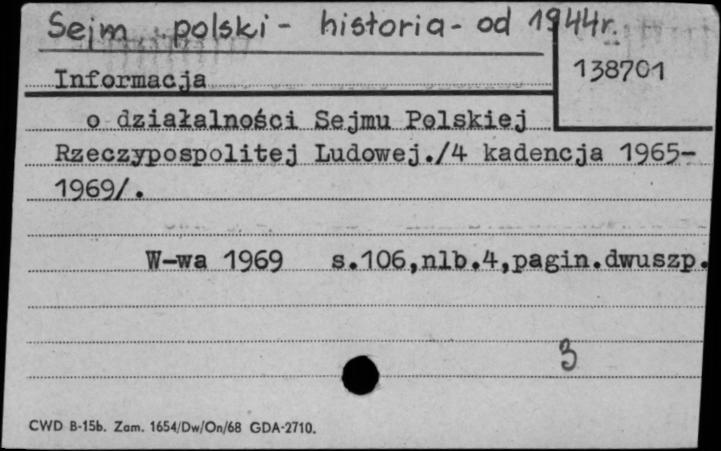 Sejm polski - historia - od 1944r.
138701
Informacja
o działalności Sejmu Polskiej
Rzeczypospolitej Ludowej./4 kadencja 1965-
1969/.
W-wa 1969 s.106,nlb.4,pagin.dwuszp.
3
CWD B-15b. Zam. 1654/Dw/On/68 GDA-2710.